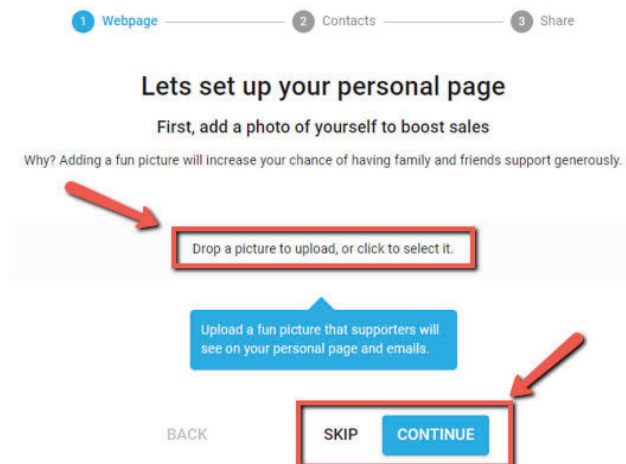 1 Webpage 2 Contacts 3 Share
Lets set up your personal page
First, add a photo of yourself to boost sales
Why? Adding a fun picture will increase your chance of having family and friends support generously.
Drop a picture to upload, or click to select it.
Upload a fun picture that supporters will
see on your personal page and emails.
BACK SKIP CONTINUE